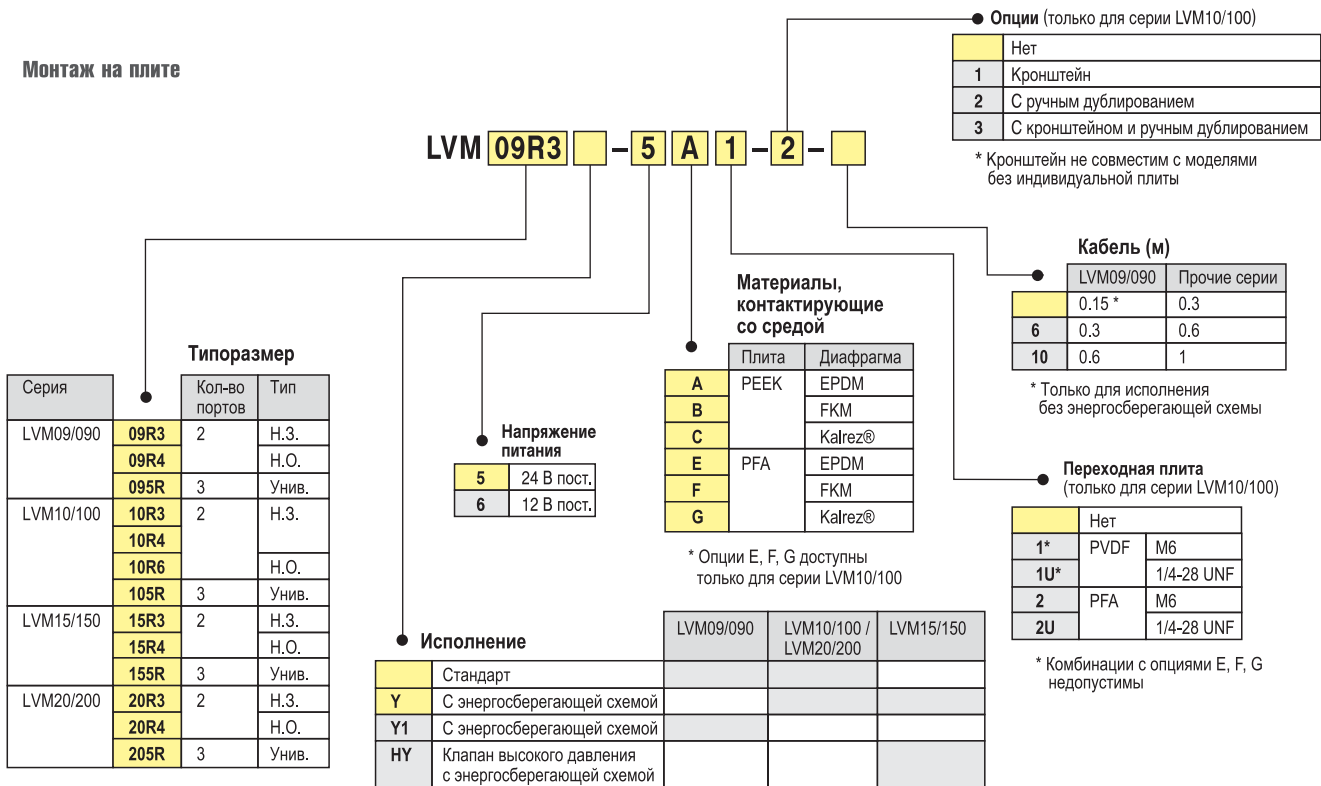 Монтаж на плите
Опции (только для серии LVM10/100)
Нет
1 Кронштейн
2 С ручным дублированием
3 С кронштейном и ручным дублированием
* Кронштейн не совместим с моделями
без индивидуальной плиты
LVM 09R3 – 5 A 1 – 2 –
Кабель (м)
LVM09/090 Прочие серии
0.15 * 0.3
6 0.3 0.6
10 0.6 1
* Только для исполнения
без энергосберегающей схемы
Материалы,
контактирующие
со средой
Плита Диафрагма
A PEEK EPDM
B FKM
C Kalrez®
E PFA EPDM
F FKM
G Kalrez®
* Опции E, F, G доступны
только для серии LVM10/100
Типоразмер
Серия Кол-во портов Тип
LVM09/090 09R3 2 Н.З.
09R4 Н.О.
095R 3 Унив.
LVM10/100 10R3 2 Н.З.
10R4
10R6 Н.О.
105R 3 Унив.
LVM15/150 15R3 2 Н.З.
15R4 Н.О.
155R 3 Унив.
LVM20/200 20R3 2 Н.З.
20R4 Н.О.
205R 3 Унив.
Напряжение
питания
5 24 В пост.
6 12 В пост.
Переходная плита
(только для серии LVM10/100)
Нет
1* PVDF M6
1U* 1/4-28 UNF
2 PFA M6
2U 1/4-28 UNF
* Комбинации с опциями E, F, G
недопустимы
Исполнение
LVM09/090 LVM10/100 / LVM20/200 LVM15/150
Стандарт
Y С энергосберегающей схемой
Y1 С энергосберегающей схемой
HY Клапан высокого давления
с энергосберегающей схемой